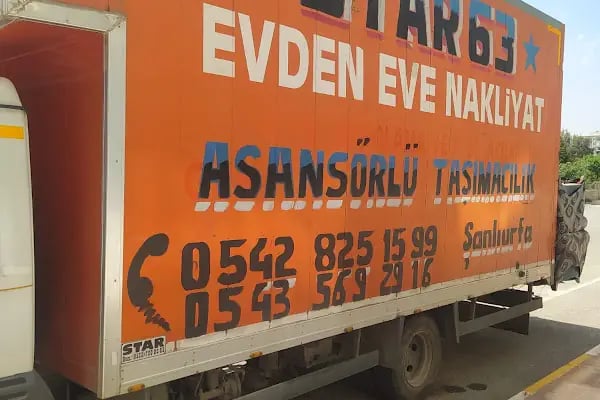 STAR 63
EVDEN EVE NAKLİYAT
ASANSÖRLÜ TAŞIMACILIK
0542 825 15 99
0543 569 29 16
Şanlıurfa
STAR